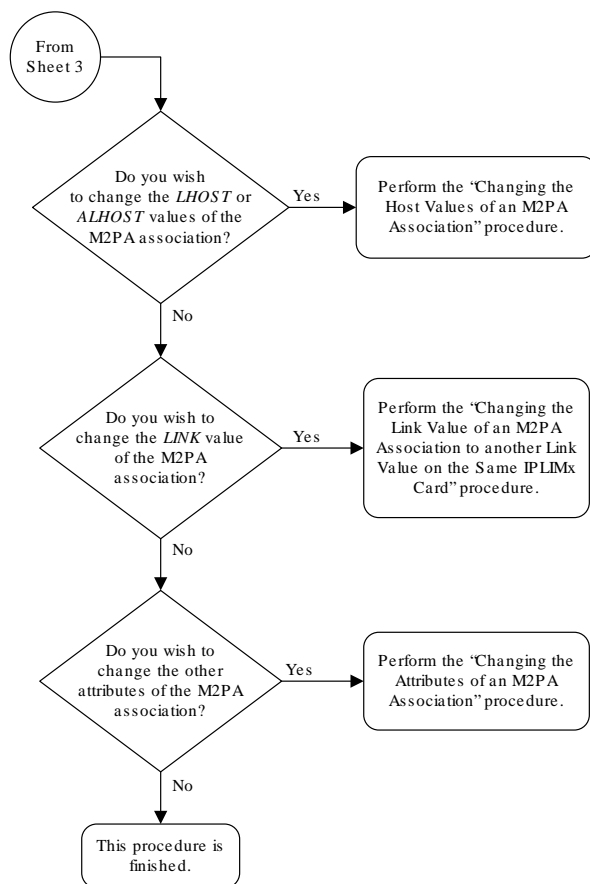 From
Sheet 3
Do you wish
to change the LHOST or
ALHOST values of the
M2PA association?
Yes
Perform the “Changing the
Host Values of an M2PA
Association” procedure.
No
Do you wish to
change the LINK value
of the M2PA
association?
Yes
Perform the “Changing the
Link Value of an M2PA
Association to another Link
Value on the Same IPLIMx
Card” procedure.
No
Do you wish to
change the other
attributes of the M2PA
association?
Yes
Perform the “Changing the
Attributes of an M2PA
Association” procedure.
No
This procedure is
finished.